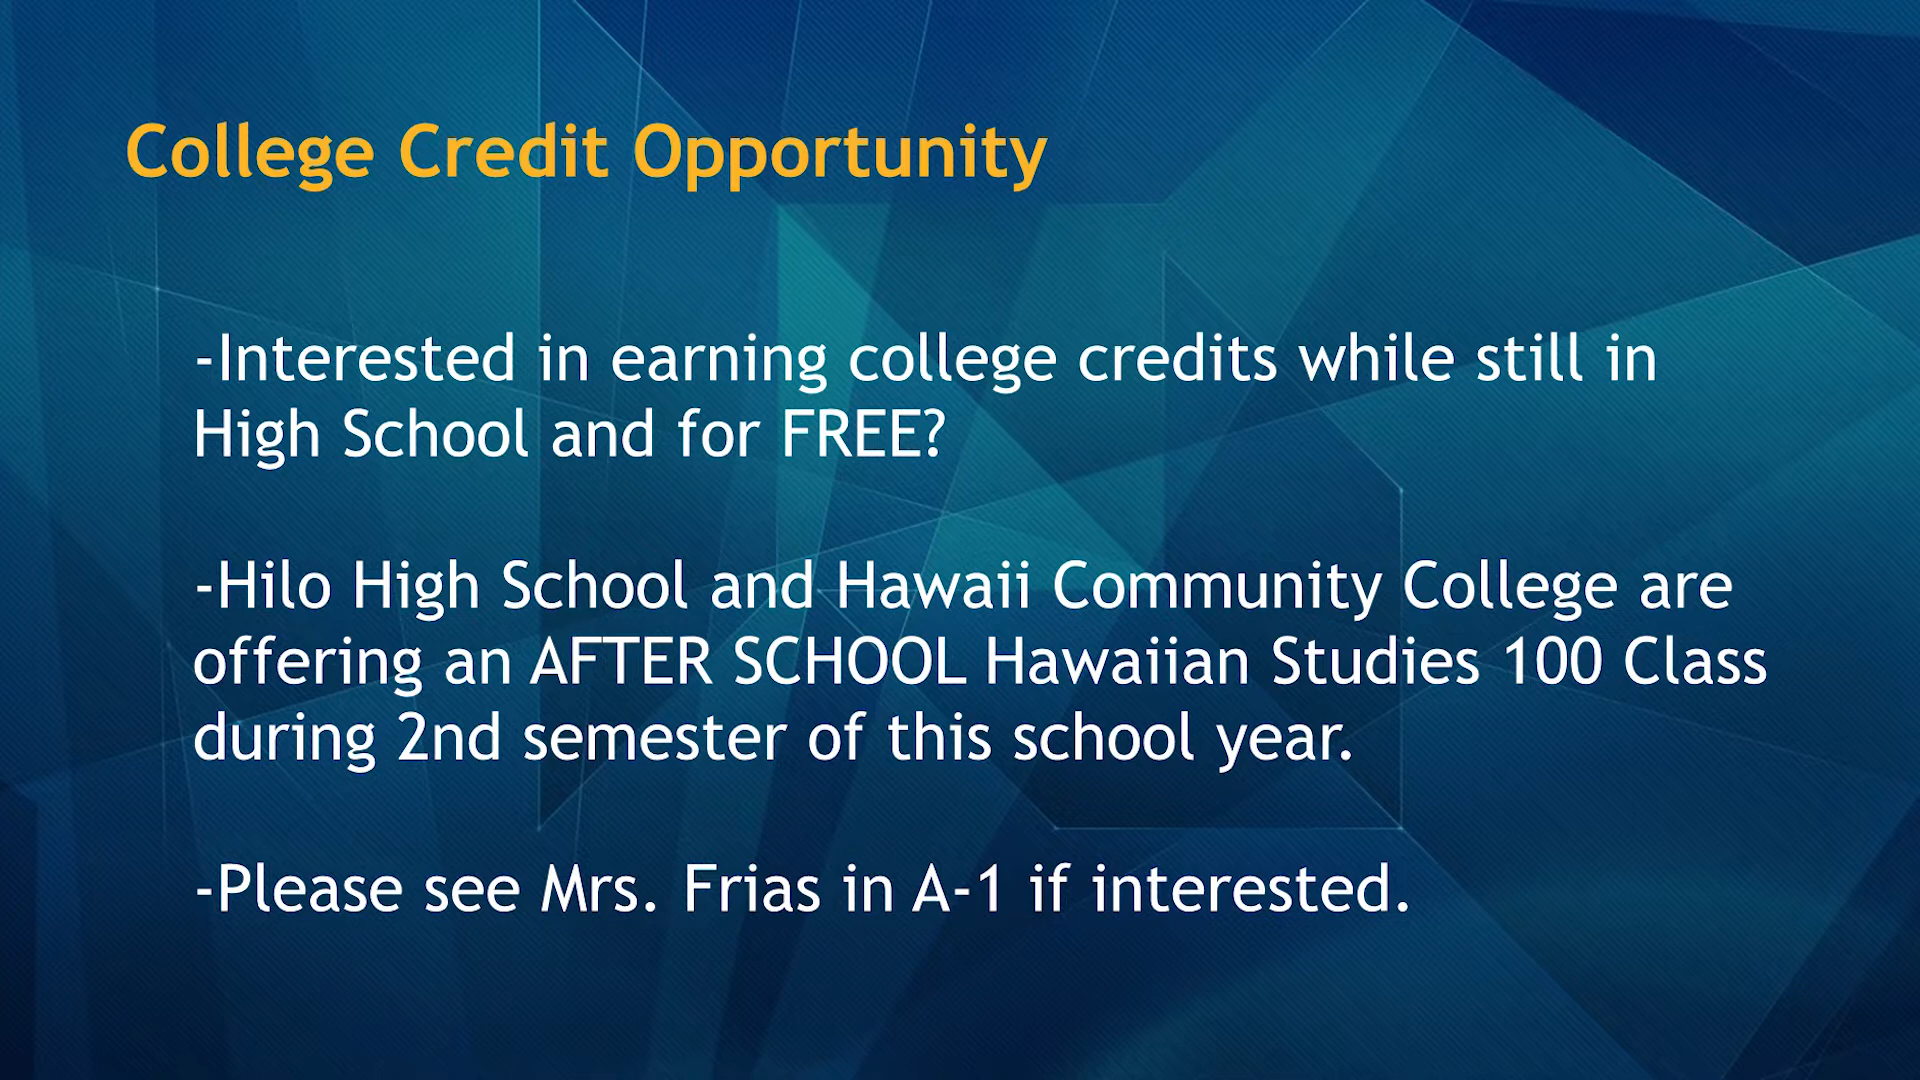 College Credit Opportunity
-Interested in earning college credits while still in
High School and for FREE?
-Hilo High School and Hawaii Community College are
offering an AFTER SCHOOL Hawaiian Studies 100 Class
during 2nd semester of this school year.
-Please see Mrs. Frias in A-1 if interested.